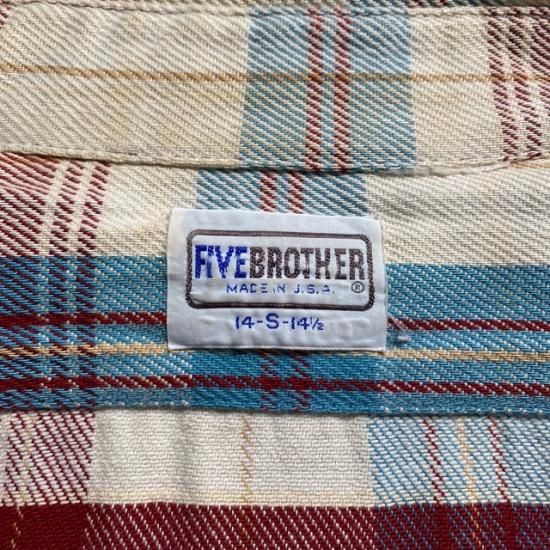 FIVEBROTHER
MADE IN U.S.A.
®
14-S-14½